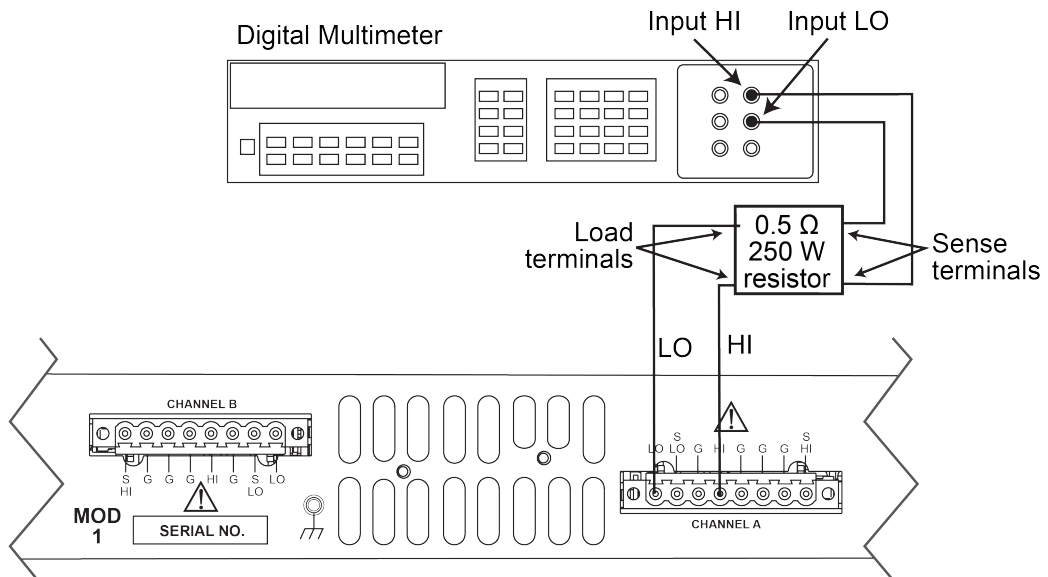 Input HI
Input LO
Digital Multimeter
Load
terminals
0.5 Ω
250 W
resistor
Sense
terminals
LO
HI
CHANNEL B
S
HI
G
G
G
HI
G
S
LO
LO
MOD
1
SERIAL NO.
LO
S
LO
G
HI
G
G
G
S
HI
CHANNEL A